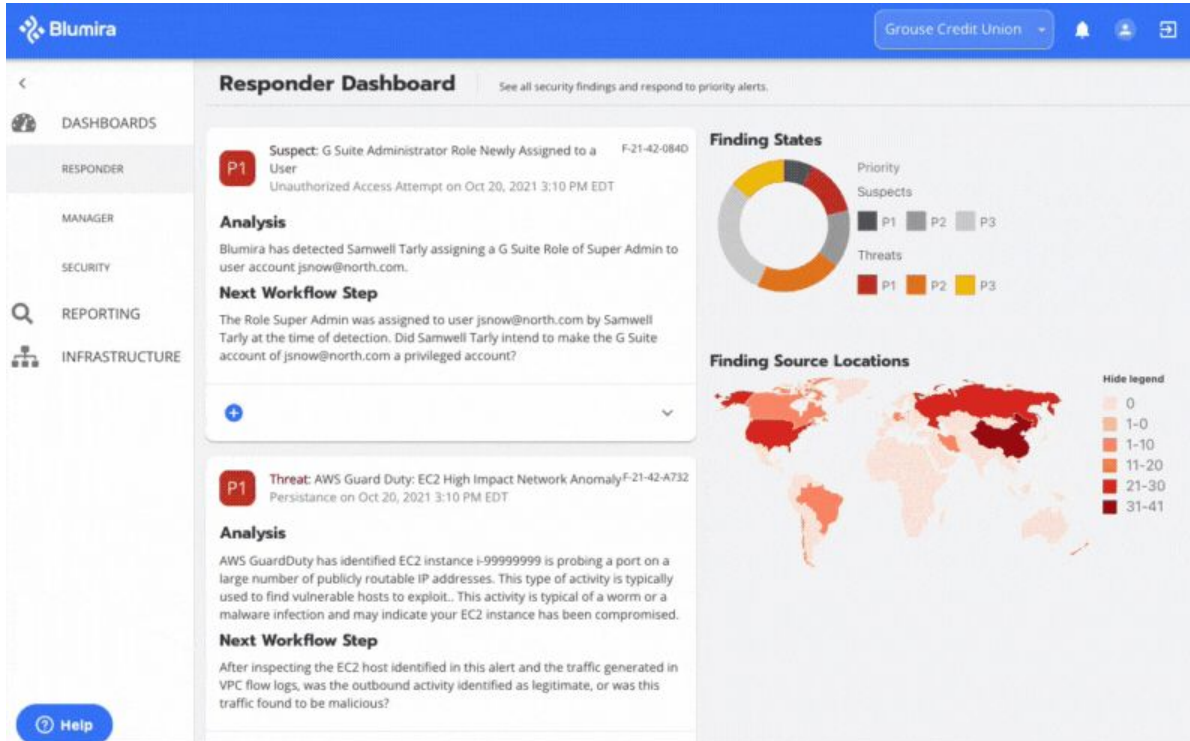 Blumira
Grouse Credit Union
DASHBOARDS
RESPONDER
MANAGER
SECURITY
REPORTING
INFRASTRUCTURE
Help
Responder Dashboard
See all security findings and respond to priority alerts.
P1
Suspect: G Suite Administrator Role Newly Assigned to a
F-21-42-084D
User
Unauthorized Access Attempt on Oct 20, 2021 3:10 PM EDT
Analysis
Blumira has detected Samwell Tarly assigning a G Suite Role of Super Admin to
user account jsnow@north.com.
Next Workflow Step
The Role Super Admin was assigned to user jsnow@north.com by Samwell
Tarly at the time of detection. Did Samwell Tarly intend to make the G Suite
account of jsnow@north.com a privileged account?
P1
Threat: AWS Guard Duty: EC2 High Impact Network Anomaly
F-21-42-A732
Persistance on Oct 20, 2021 3:10 PM EDT
Analysis
AWS GuardDuty has identified EC2 instance i-99999999 is probing a port on a
large number of publicly routable IP addresses. This type of activity is typically
used to find vulnerable hosts to exploit.. This activity is typical of a worm or a
malware infection and may indicate your EC2 instance has been compromised.
Next Workflow Step
After inspecting the EC2 host identified in this alert and the traffic generated in
VPC flow logs, was the outbound activity identified as legitimate, or was this
traffic found to be malicious?
Finding States
Priority
Suspects
P1 P2 P3
Threats
P1 P2 P3
Finding Source Locations
Hide legend
0
1-0
1-10
11-20
21-30
31-41